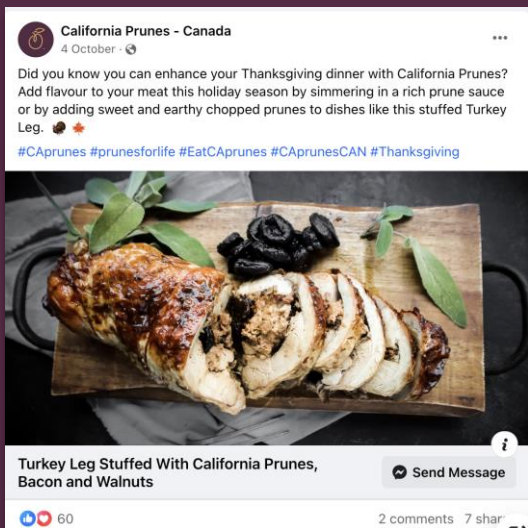 California Prunes - Canada
4 October ·
Did you know you can enhance your Thanksgiving dinner with California Prunes?
Add flavour to your meat this holiday season by simmering in a rich prune sauce
or by adding sweet and earthy chopped prunes to dishes like this stuffed Turkey
Leg. 🦃 🍁
#CAprunes #prunesforlife #EatCAprunes #CAprunesCAN #Thanksgiving
i
Turkey Leg Stuffed With California Prunes,
Bacon and Walnuts
Send Message
60
2 comments 7 shar